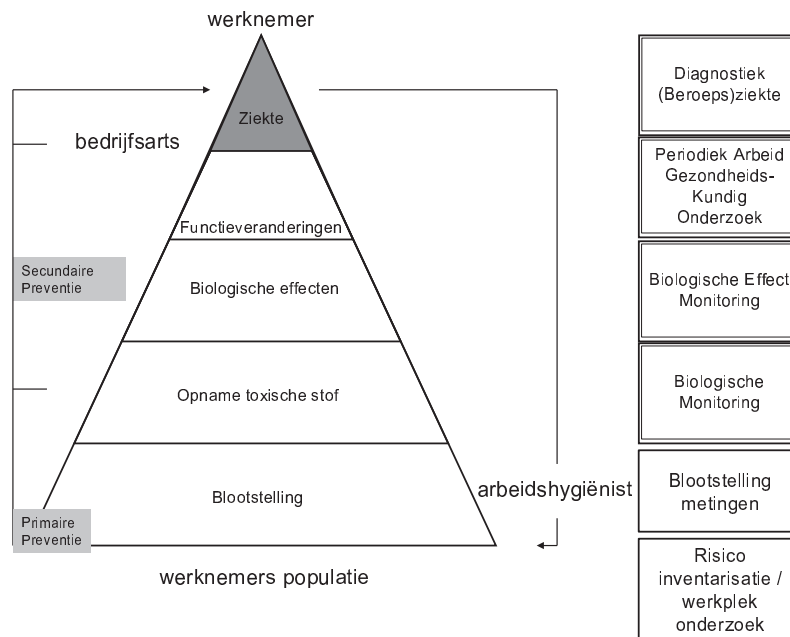 werknemer
Ziekte
bedrijfsarts
Functieveranderingen
Secundaire
Preventie
Biologische effecten
Opname toxische stof
arbeidshygiënist
Blootstelling
Primaire
Preventie
werknemers populatie
Diagnostiek
(Beroeps)ziekte
Periodiek Arbeid
Gezondheids-
Kundig
Onderzoek
Biologische Effect
Monitoring
Biologische
Monitoring
Blootstelling
metingen
Risico
inventarisatie /
werkplek
onderzoek